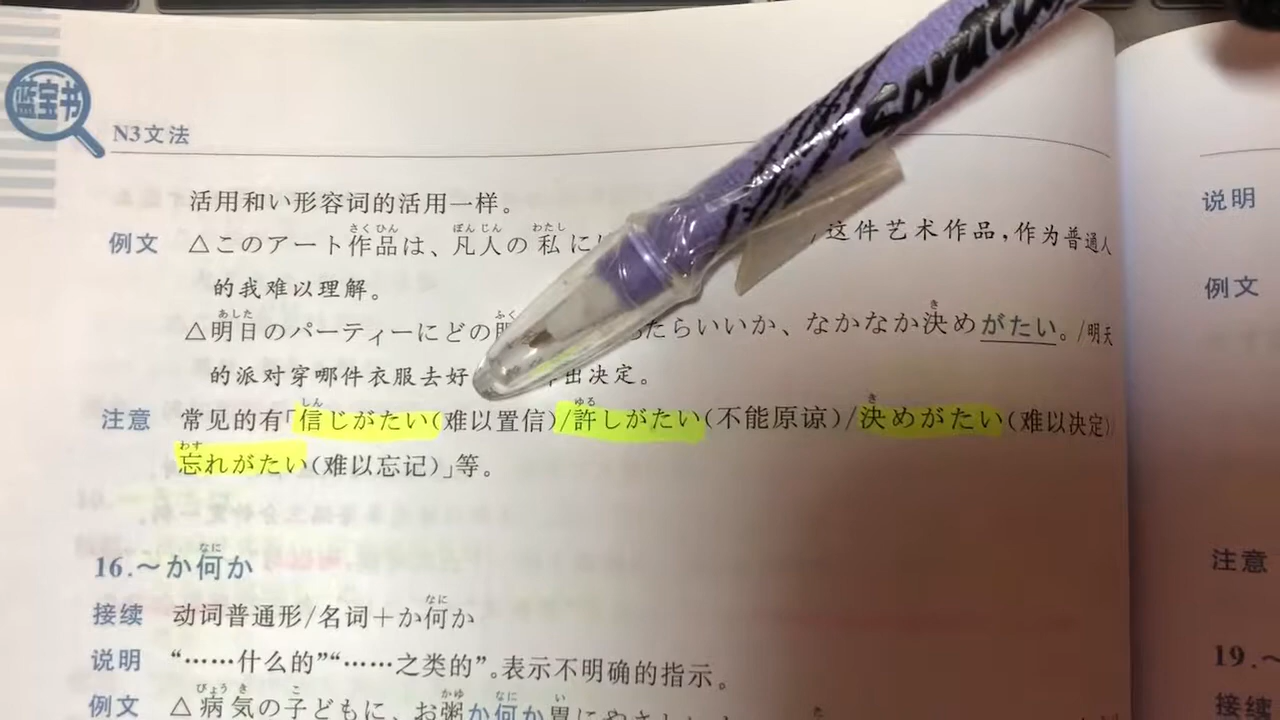 蓝宝书
N3文法
活用和い形容词的活用一样。
例文 △このアート作品は、凡人の私に 这件艺术作品,作为普通人
的我难以理解。
△明日のパーティーにどの たらいいか、なかなか決めがたい。/明天
的派对穿哪件衣服去好 出决定。
注意 常见的有「信じがたい(难以置信)/許しがたい(不能原谅)/決めがたい(难以决定)
忘れがたい(难以忘记)」等。
16.～か何か
接续 动词普通形/名词＋か何か
说明 “……什么的”“……之类的”。表示不明确的指示。
例文 △病気の子どもに、お粥か何か胃にやさしい
说明
例文
注意
19.～
接续